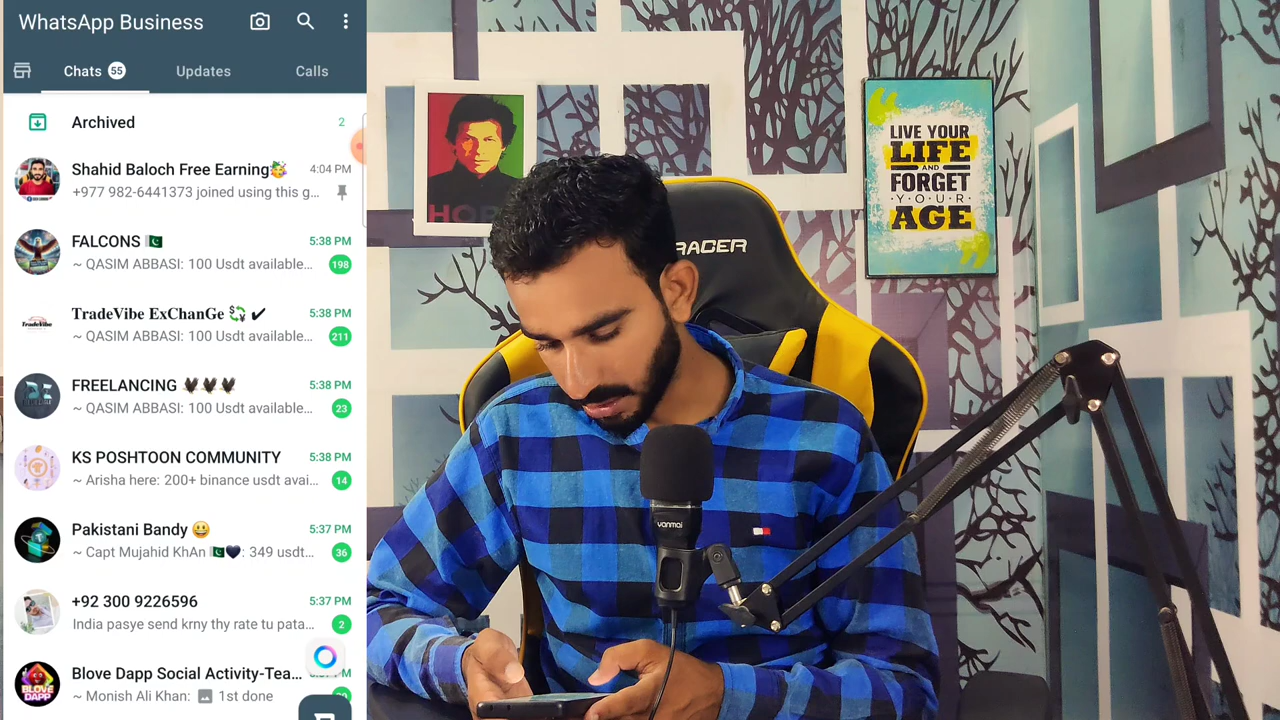 WhatsApp Business
Chats 55
Updates
Calls
Archived
2
Shahid Baloch Free Earning🥰
4:04 PM
+977 982-6441373 joined using this g...
FALCONS 🇵🇰
5:38 PM
~ QASIM ABBASI: 100 Usdt available...
198
TradeVibe
𝐓𝐫𝐚𝐝𝐞𝐕𝐢𝐛𝐞 𝐄𝐱𝐂𝐡𝐚𝐧𝐆𝐞 💱 ✔
5:38 PM
~ QASIM ABBASI: 100 Usdt available...
211
FREELANCING 🦅🦅🦅
5:38 PM
~ QASIM ABBASI: 100 Usdt available...
23
KS POSHTOON COMMUNITY
5:38 PM
~ Arisha here: 200+ binance usdt avai...
14
Pakistani Bandy 😃
5:37 PM
~ Capt Mujahid KhAn 🇵🇰🖤: 349 usdt...
36
+92 300 9226596
5:37 PM
India pasye send krny thy rate tu pata...
2
BLOVE
DAPP
Blove Dapp Social Activity-Tea...
~ Monish Ali Khan: 1st done
HOP
RACER
LIVE YOUR
LIFE
AND
FORGET
·Y·O·U·R·
AGE
yanmai